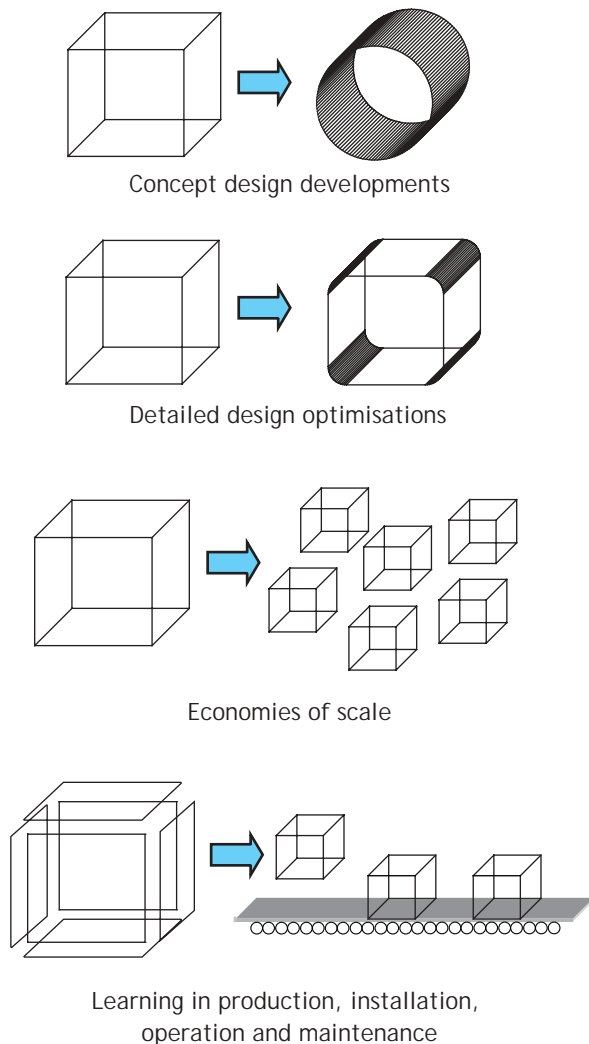 Concept design developments
Detailed design optimisations
Economies of scale
Learning in production, installation,
operation and maintenance